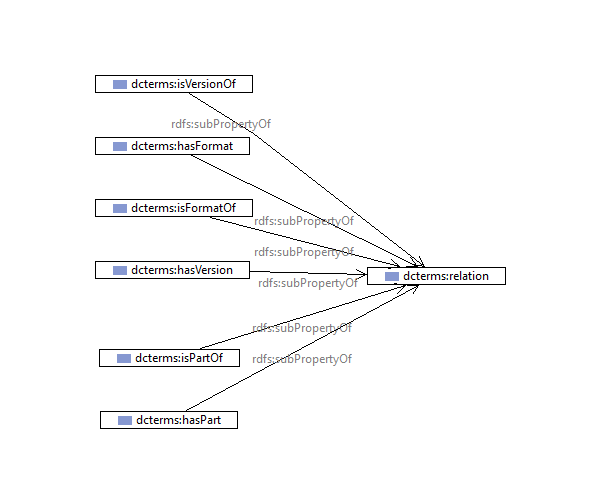 dcterms:isVersionOf
rdfs:subPropertyOf
dcterms:hasFormat
dcterms:isFormatOf
rdfs:subPropertyOf
rdfs:subPropertyOf
dcterms:hasVersion
dcterms:relation
rdfs:subPropertyOf
rdfs:subPropertyOf
dcterms:isPartOf
rdfs:subPropertyOf
dcterms:hasPart